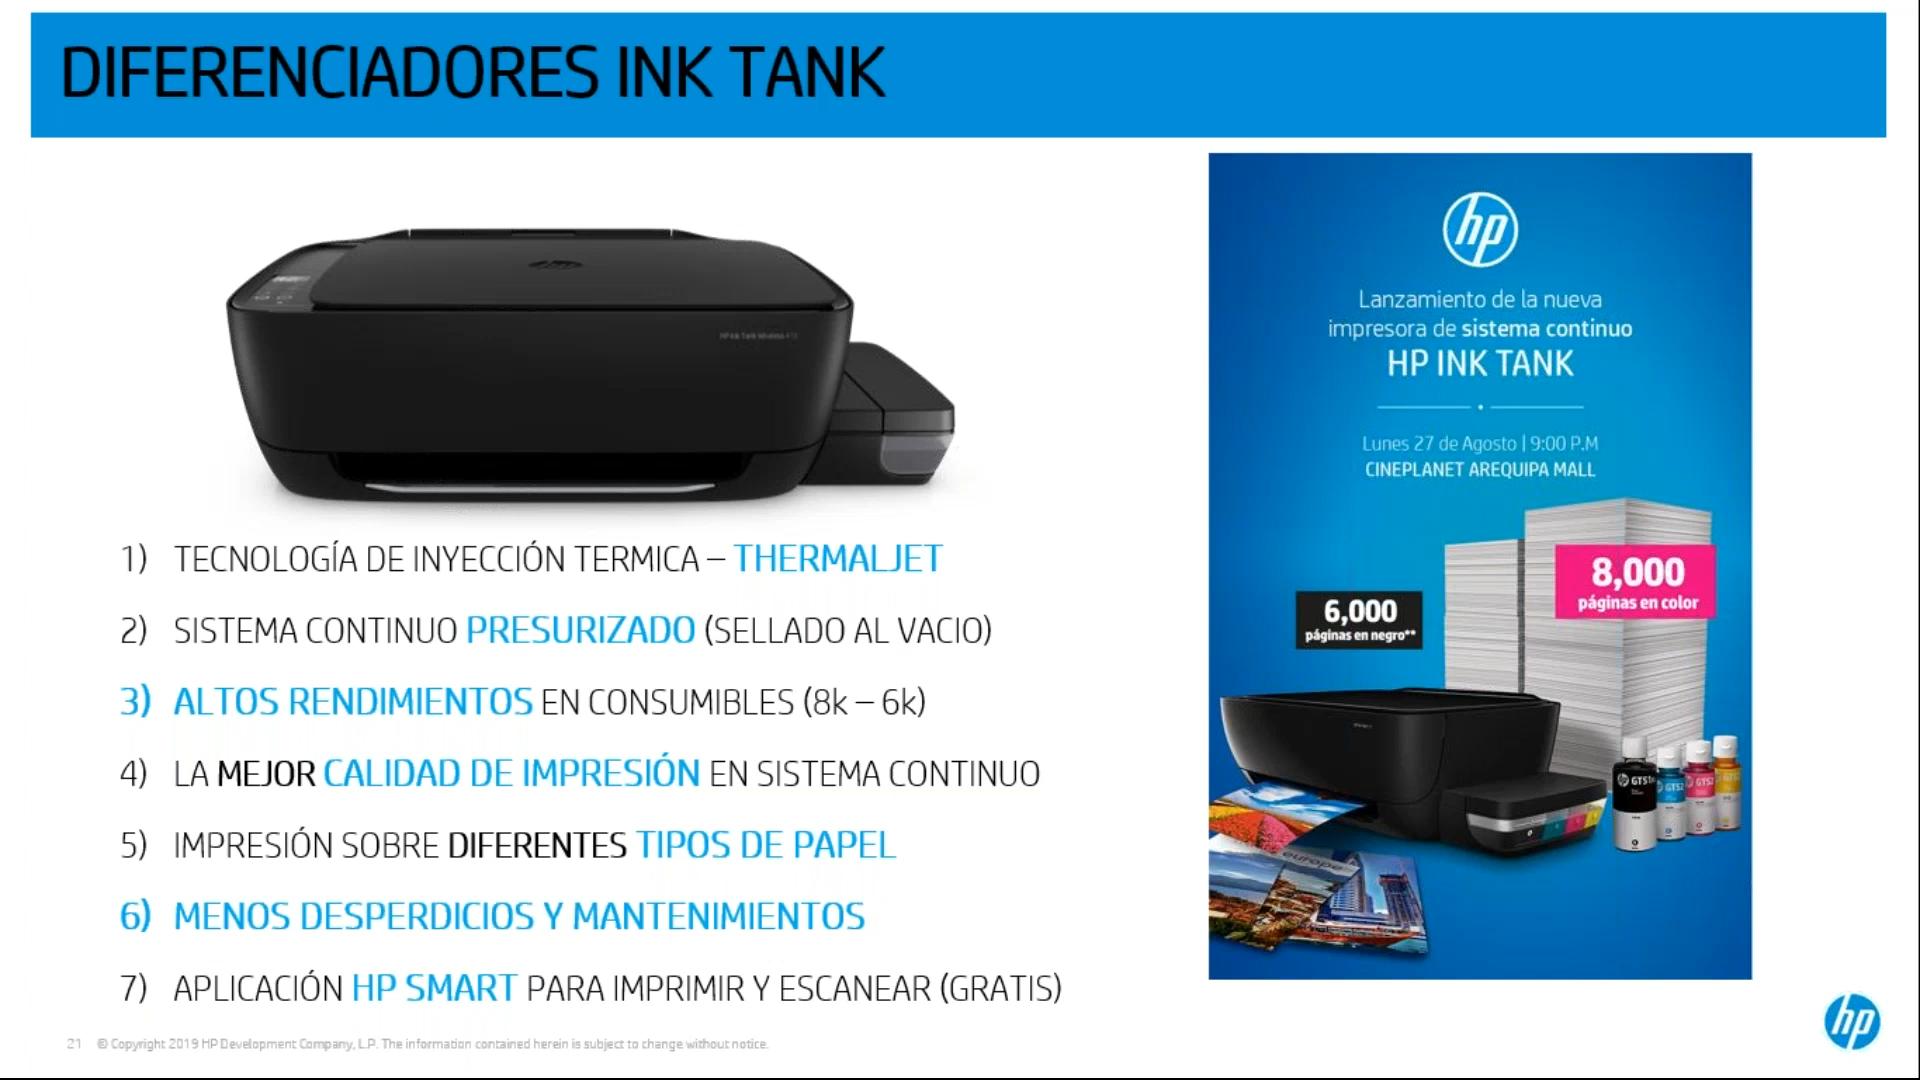 DIFERENCIADORES INK TANK
hp
Lanzamiento de la nueva
impresora de sistema continuo
HP INK TANK
Lunes 27 de Agosto | 9:00 P.M
CINEPLANET AREQUIPA MALL
8,000
páginas en color
6,000
páginas en negro**
hp GT51
GT52
GT52
europe
1) TECNOLOGÍA DE INYECCIÓN TERMICA – THERMALJET
2) SISTEMA CONTINUO PRESURIZADO (SELLADO AL VACIO)
3) ALTOS RENDIMIENTOS EN CONSUMIBLES (8k – 6k)
4) LA MEJOR CALIDAD DE IMPRESIÓN EN SISTEMA CONTINUO
5) IMPRESIÓN SOBRE DIFERENTES TIPOS DE PAPEL
6) MENOS DESPERDICIOS Y MANTENIMIENTOS
7) APLICACIÓN HP SMART PARA IMPRIMIR Y ESCANEAR (GRATIS)
21 © Copyright 2019 HP Development Company, L.P. The information contained herein is subject to change without notice.
hp